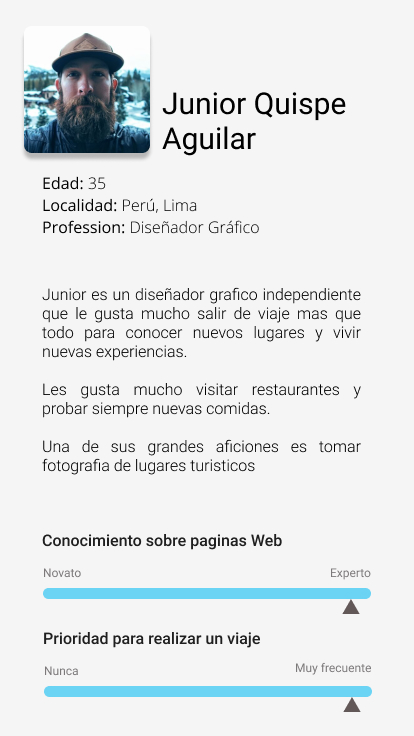 Junior Quispe
Aguilar
Edad: 35
Localidad: Perú, Lima
Profession: Diseñador Gráfico
Junior es un diseñador grafico independiente
que le gusta mucho salir de viaje mas que
todo para conocer nuevos lugares y vivir
nuevas experiencias.
Les gusta mucho visitar restaurantes y
probar siempre nuevas comidas.
Una de sus grandes aficiones es tomar
fotografia de lugares turisticos
Conocimiento sobre paginas Web
Novato Experto
Prioridad para realizar un viaje
Nunca Muy frecuente